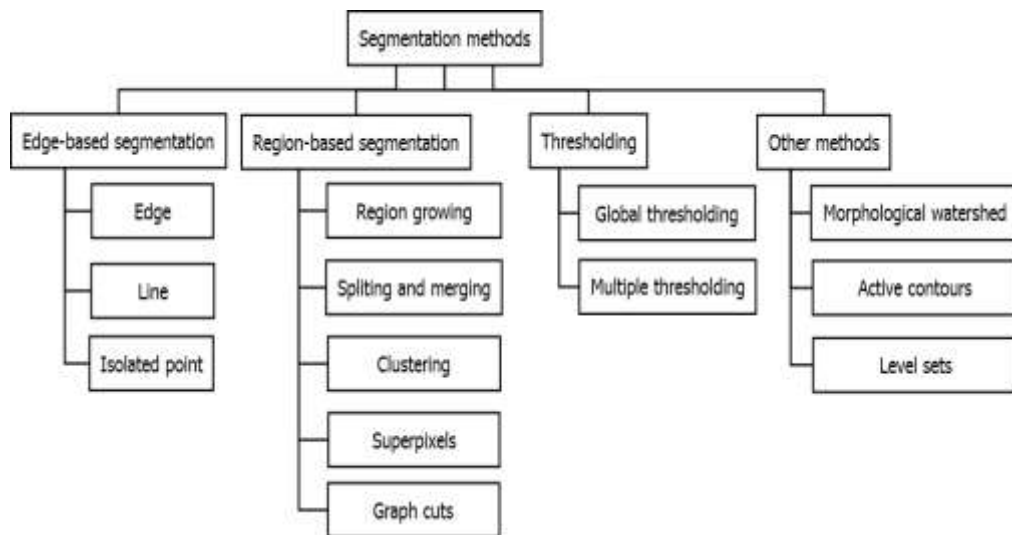 Segmentation methods
Edge-based segmentation
Region-based segmentation
Thresholding
Other methods
Edge
Line
Isolated point
Region growing
Spliting and merging
Clustering
Superpixels
Graph cuts
Global thresholding
Multiple thresholding
Morphological watershed
Active contours
Level sets